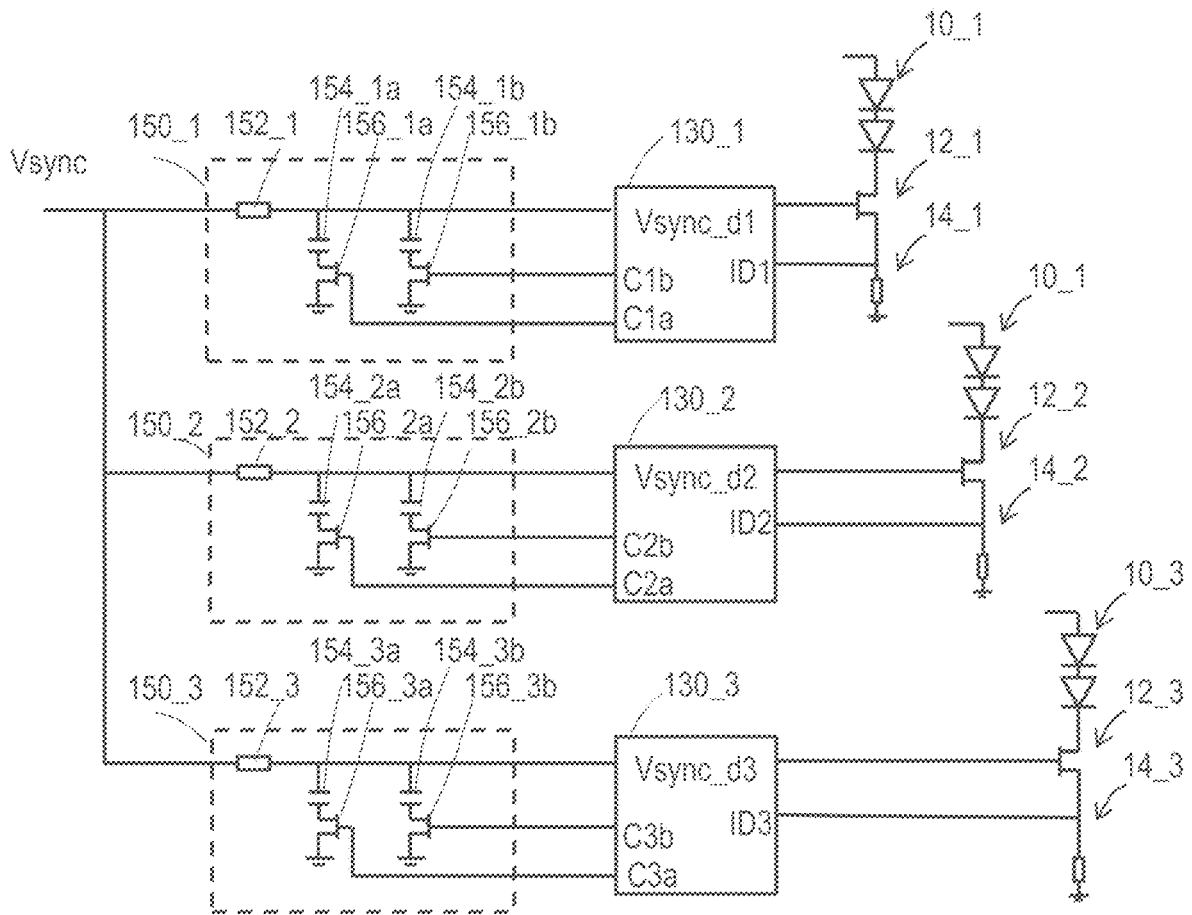 10_1
154_1a 154_1b
150_1 152_1 156_1a 156_1b
130_1
12_1
Vsync
Vsync_d1
14_1
ID1
C1b
C1a
10_1
154_2a 154_2b
130_2
150_2 152_2 156_2a 156_2b
12_2
Vsync_d2
14_2
ID2
C2b
C2a
10_3
154_3a 154_3b
150_3 152_3 156_3a 156_3b
130_3
12_3
Vsync_d3
14_3
ID3
C3b
C3a